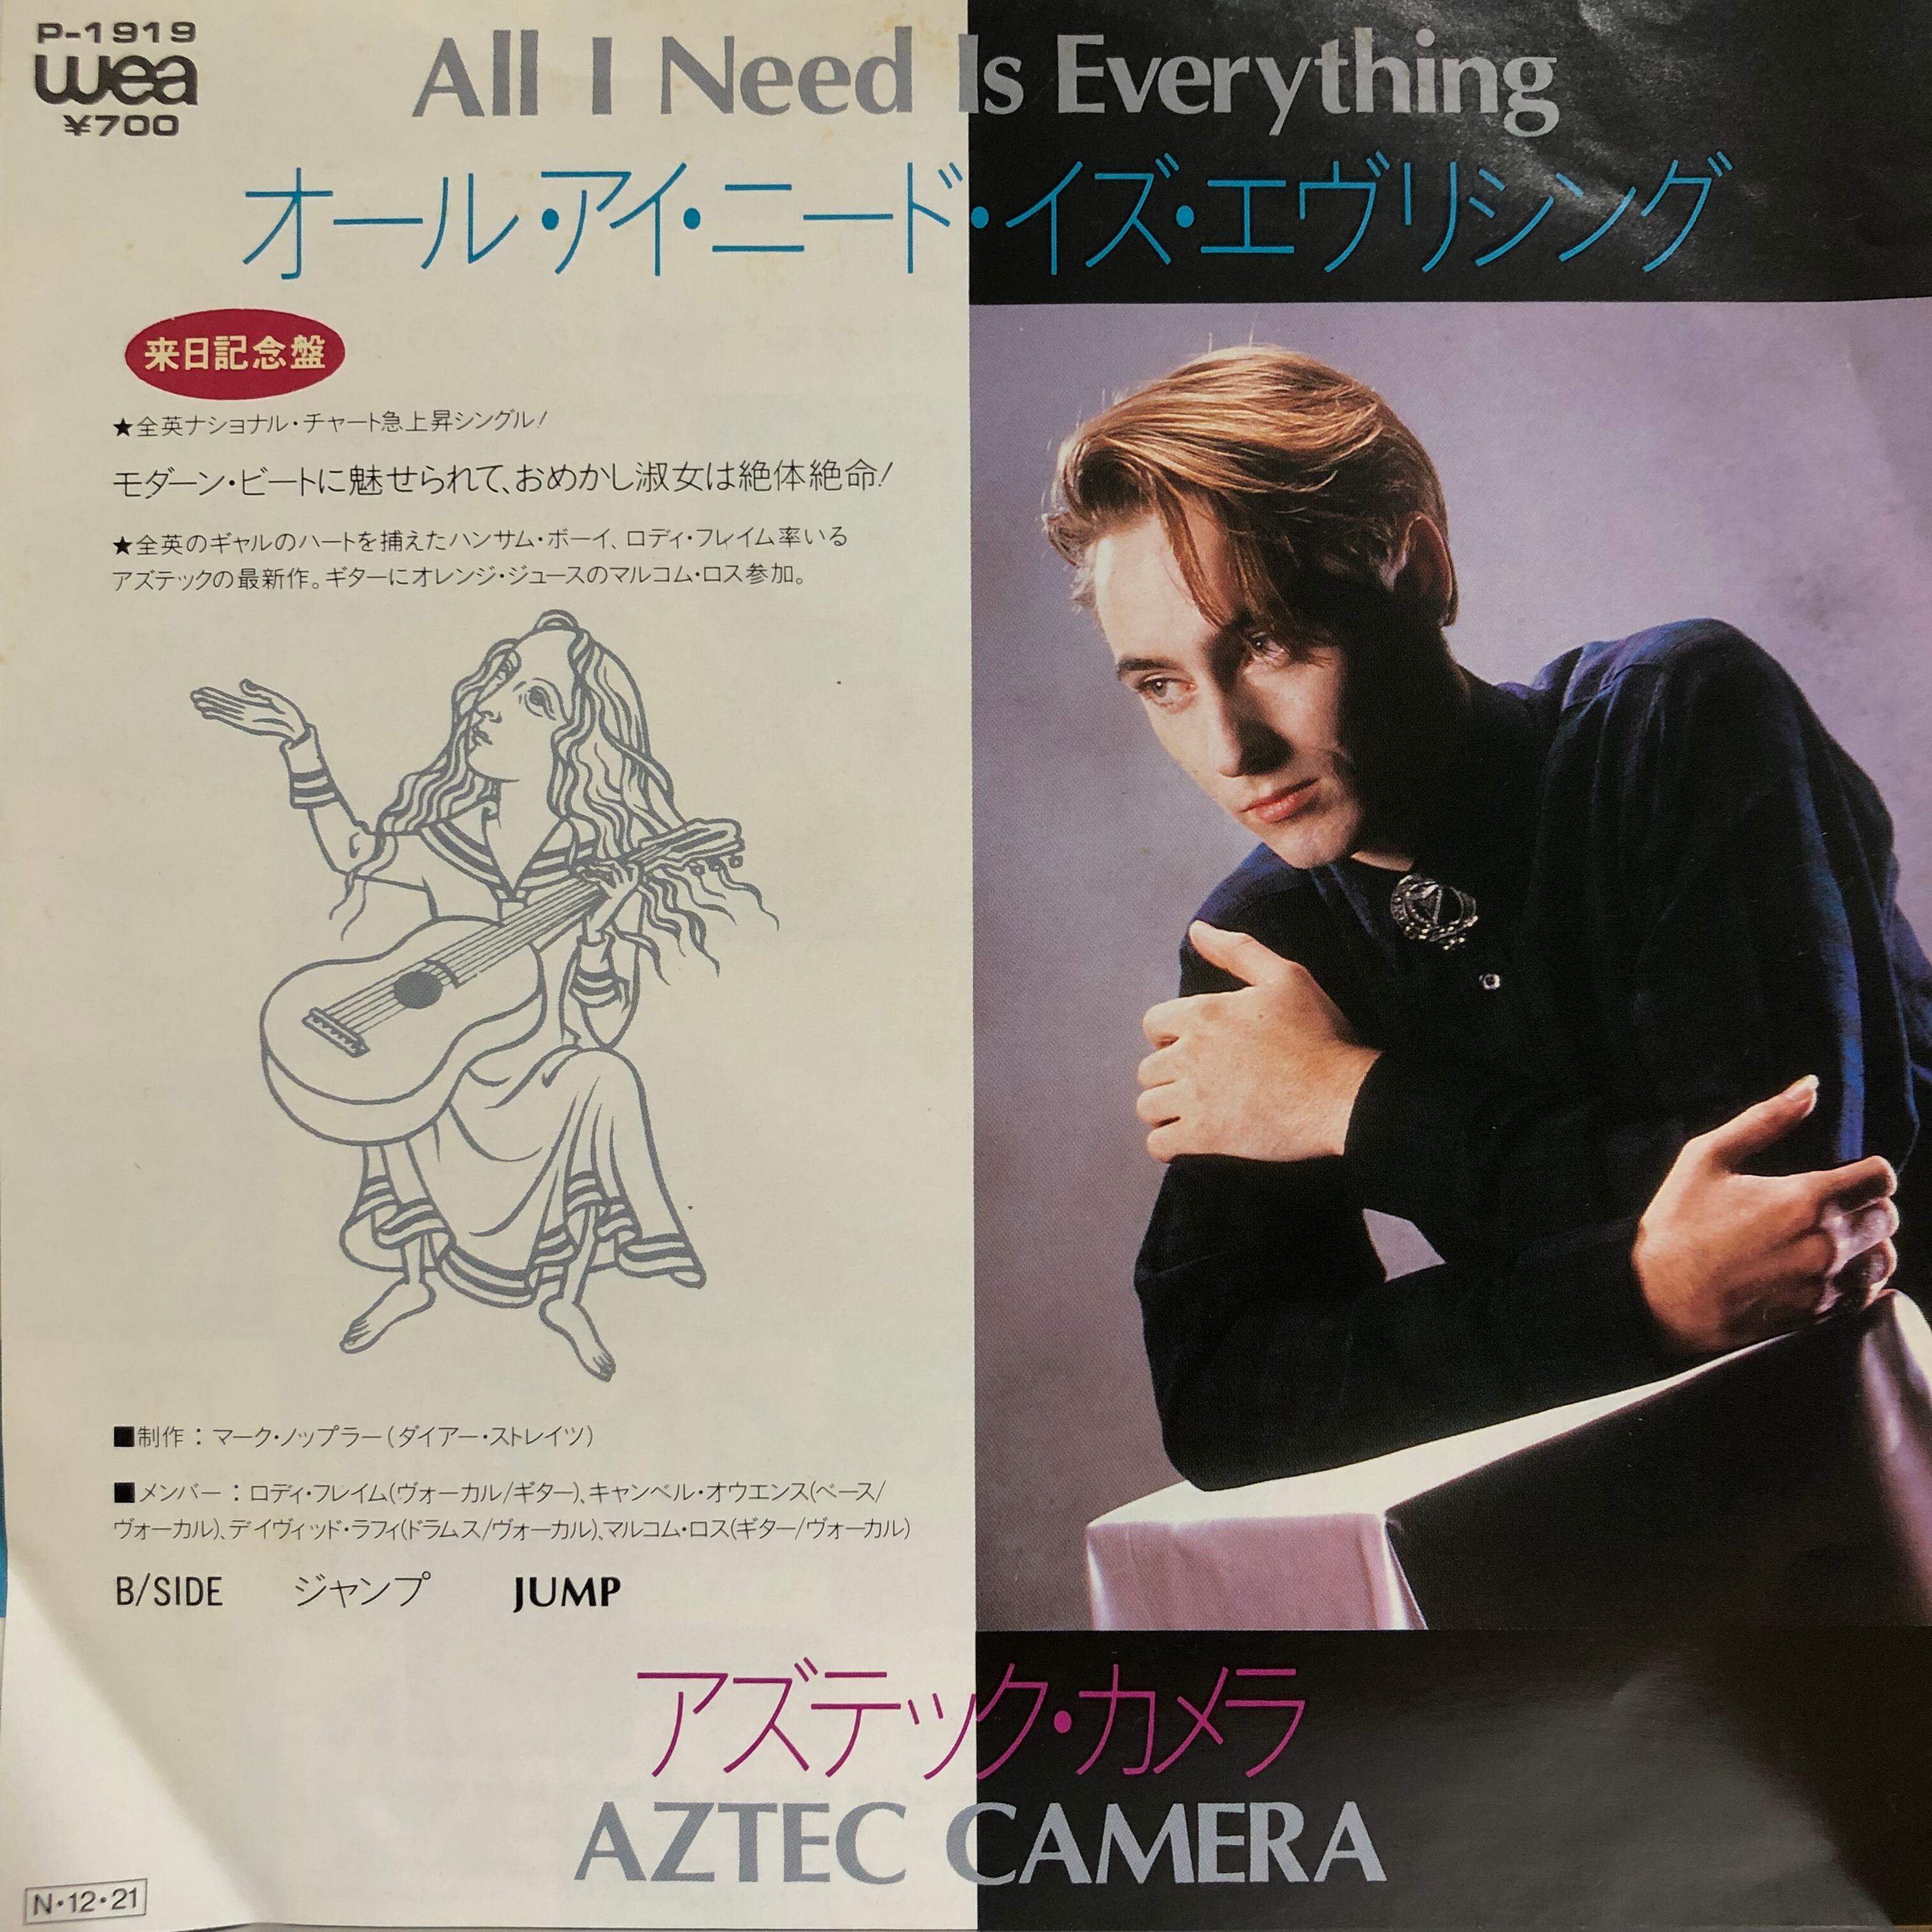 P-1919
wea
¥700
All I Need Is Everything
オール・アイ・ニード・イズ・エヴリシング
来日記念盤
★全英ナショナル・チャート急上昇シングル!
モダーン・ビートに魅せられて、おめかし淑女は絶体絶命!
★全英のギャルのハートを捕えたハンサム・ボーイ、ロディ・フレイム率いる
アズテックの最新作。ギターにオレンジ・ジュースのマルコム・ロス参加。
■制作：マーク・ノップラー(ダイアー・ストレイツ)
■メンバー：ロディ・フレイム(ヴォーカル/ギター)、キャンベル・オウエンス(ベース/
ヴォーカル)、デイヴィッド・ラフィ(ドラムス/ヴォーカル)、マルコム・ロス(ギター/ヴォーカル)
B/SIDE ジャンプ JUMP
アズテック・カメラ
AZTEC CAMERA
N・12・21